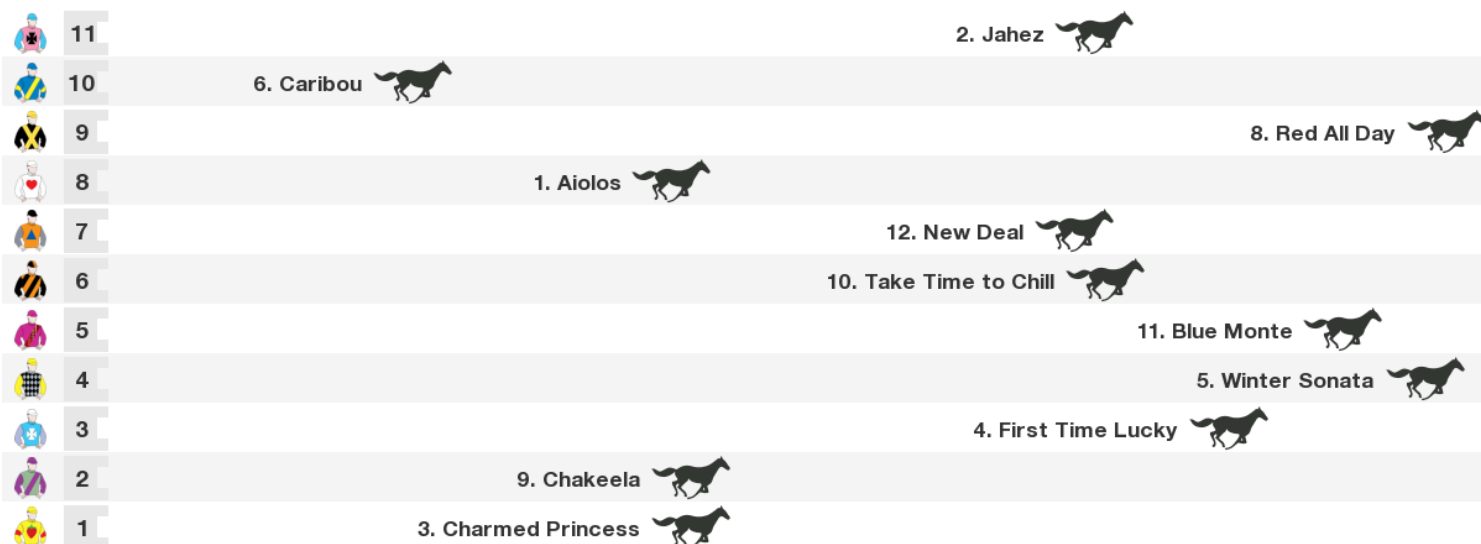 11 2. Jahez
10 6. Caribou
9 8. Red All Day
8 1. Aiolos
7 12. New Deal
6 10. Take Time to Chill
5 11. Blue Monte
4 5. Winter Sonata
3 4. First Time Lucky
2 9. Chakeela
1 3. Charmed Princess